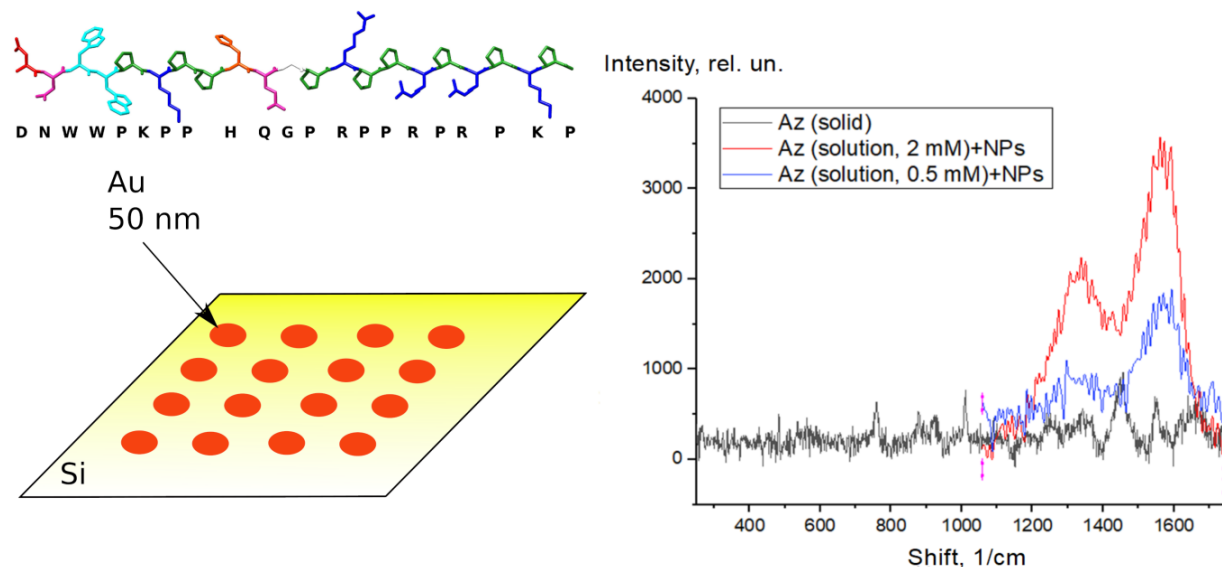 D N W W P K P P H Q G P R P P R P R P K P
Au
50 nm
Si
Intensity, rel. un.
4000
3000
2000
1000
0
Az (solid)
Az (solution, 2 mM)+NPs
Az (solution, 0.5 mM)+NPs
400 600 800 1000 1200 1400 1600
Shift, 1/cm